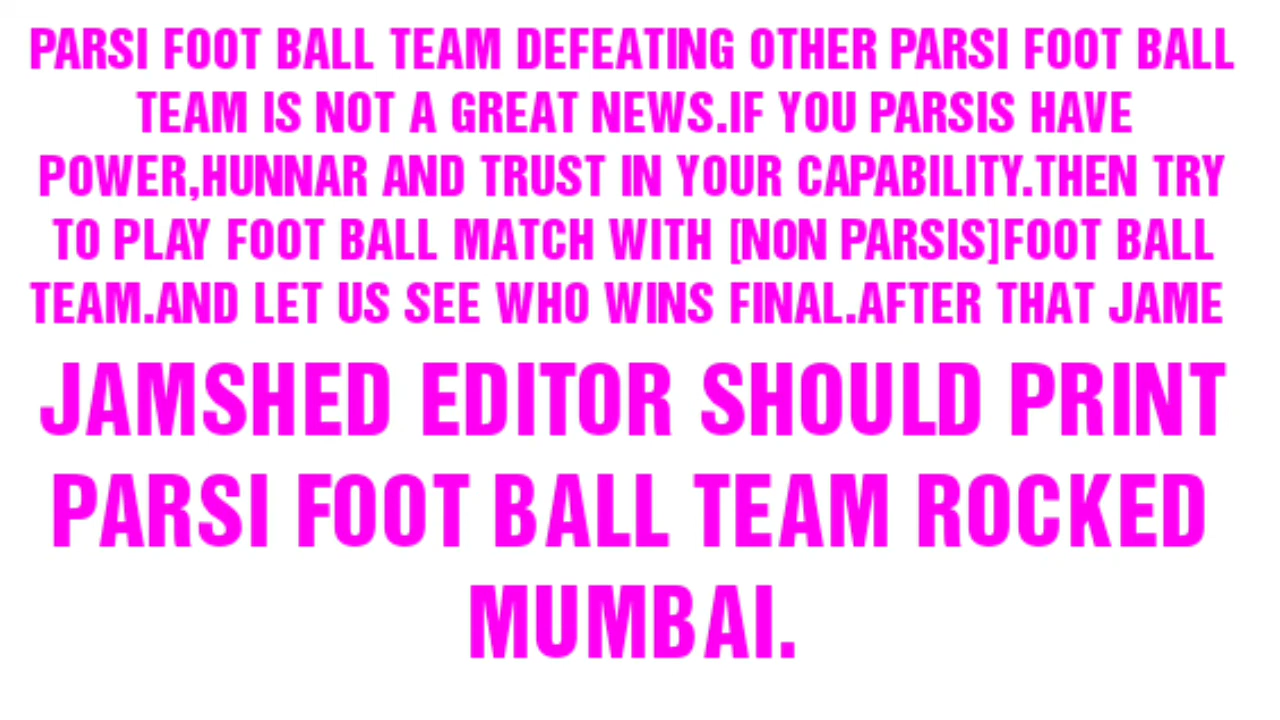 PARSI FOOT BALL TEAM DEFEATING OTHER PARSI FOOT BALL
TEAM IS NOT A GREAT NEWS.IF YOU PARSIS HAVE
POWER,HUNNAR AND TRUST IN YOUR CAPABILITY.THEN TRY
TO PLAY FOOT BALL MATCH WITH [NON PARSIS]FOOT BALL
TEAM.AND LET US SEE WHO WINS FINAL.AFTER THAT JAME
JAMSHED EDITOR SHOULD PRINT
PARSI FOOT BALL TEAM ROCKED
MUMBAI.